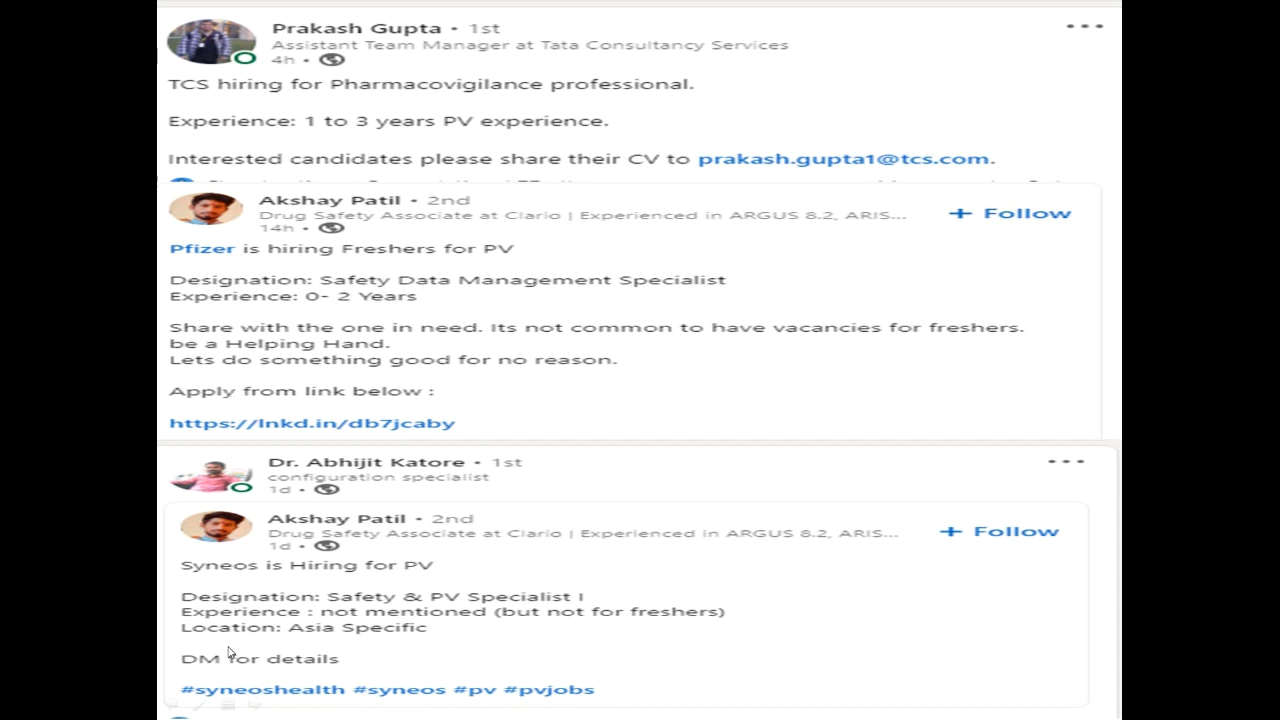 Prakash Gupta • 1st
Assistant Team Manager at Tata Consultancy Services
4h •
TCS hiring for Pharmacovigilance professional.
Experience: 1 to 3 years PV experience.
Interested candidates please share their CV to prakash.gupta1@tcs.com.
Akshay Patil • 2nd
Drug Safety Associate at Clario | Experienced in ARGUS 8.2, ARIS...
+ Follow
14h •
Pfizer is hiring Freshers for PV
Designation: Safety Data Management Specialist
Experience: 0- 2 Years
Share with the one in need. Its not common to have vacancies for freshers.
be a Helping Hand.
Lets do something good for no reason.
Apply from link below :
https://lnkd.in/db7jcaby
Dr. Abhijit Katore • 1st
configuration specialist
1d •
Akshay Patil • 2nd
Drug Safety Associate at Clario | Experienced in ARGUS 8.2, ARIS...
+ Follow
1d •
Syneos is Hiring for PV
Designation: Safety & PV Specialist I
Experience : not mentioned (but not for freshers)
Location: Asia Specific
DM for details
#syneoshealth #syneos #pv #pvjobs